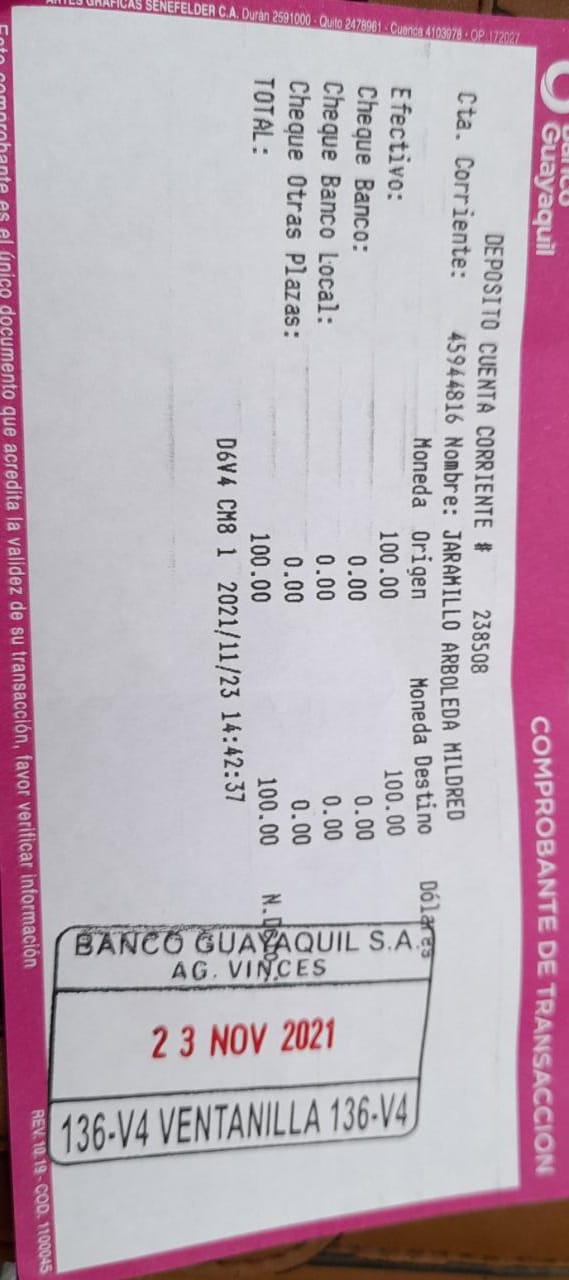 Banco
Guayaquil
COMPROBANTE DE TRANSACCION
DEPOSITO CUENTA CORRIENTE # 238508
Cta. Corriente: 45944816 Nombre: JARAMILLO ARBOLEDA MILDRED
Moneda Origen Moneda Destino Dólares
Efectivo: 100.00 100.00
Cheque Banco: 0.00 0.00
Cheque Banco Local: 0.00 0.00
Cheque Otras Plazas: 0.00 0.00
TOTAL: 100.00 100.00
D6V4 CM8 1 2021/11/23 14:42:37
BANCO GUAYAQUIL S.A.
AG. VINCES
23 NOV 2021
136-V4 VENTANILLA 136-V4
REV. 10.19 - COD. 1100045
Este comprobante es el único documento que acredita la validez de su transacción, favor verificar información
ARTES GRAFICAS SENEFELDER C.A. Durán 2591000 - Quito 2478961 - Cuenca 4103978 - OP. 172027